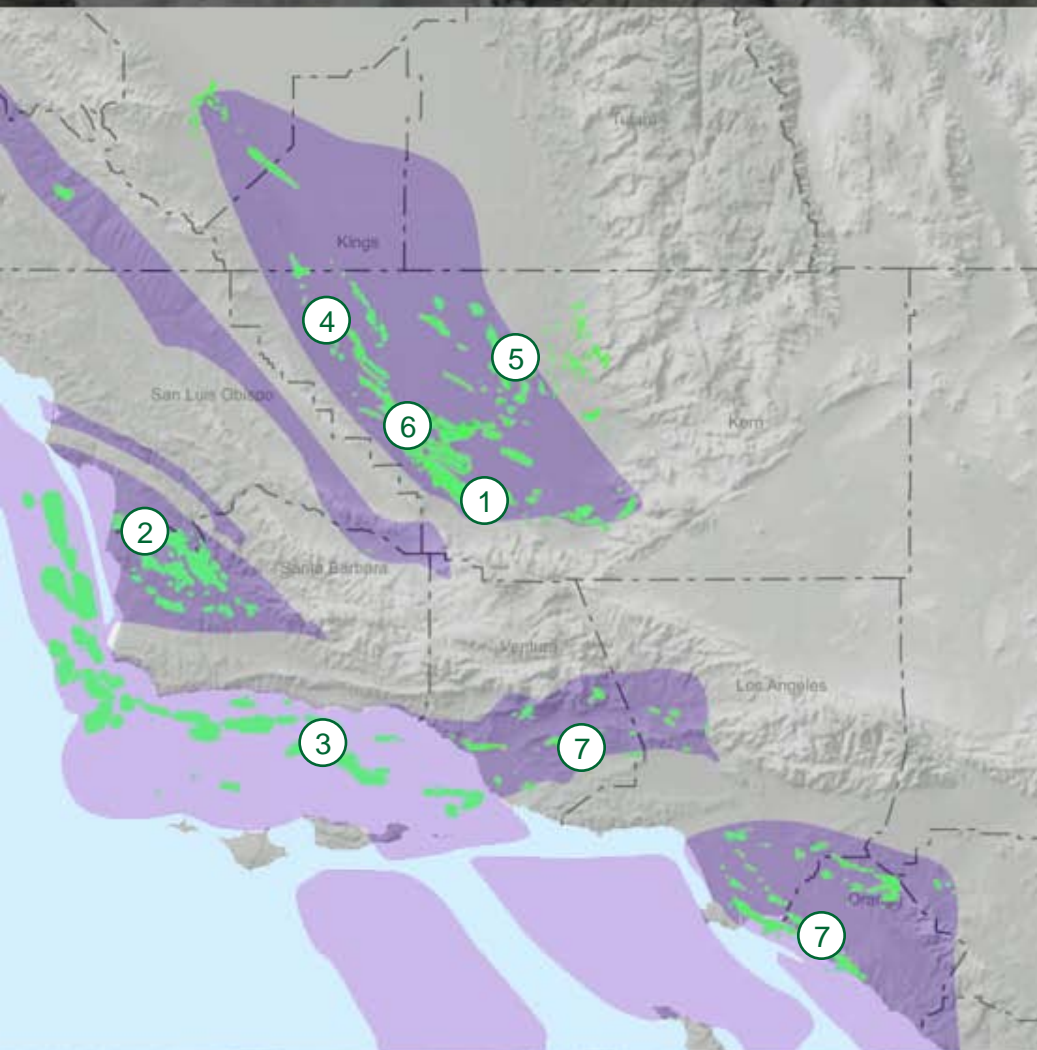 Tulare
Kings
4
5
San Luis Obispo
6
Kern
1
2
Santa Barbara
Ventura
Los Angeles
3
7
Orange
7